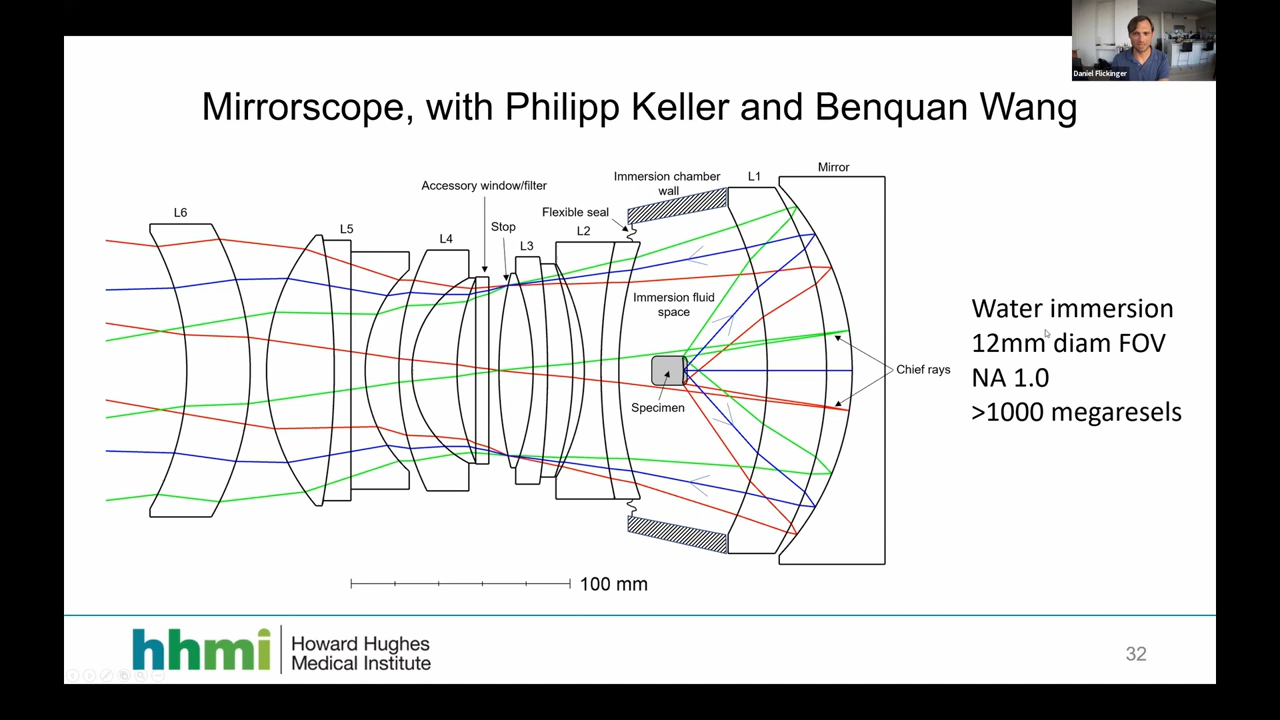 Daniel Flickinger
Mirrorscope, with Philipp Keller and Benquan Wang
Mirror
L1
Immersion chamber
wall
Accessory window/filter
Flexible seal
Stop
L6
L5
L4
L3
L2
Immersion fluid
space
Specimen
Chief rays
Water immersion
12mm diam FOV
NA 1.0
>1000 megaresels
100 mm
hhmi
Howard Hughes
Medical Institute
32